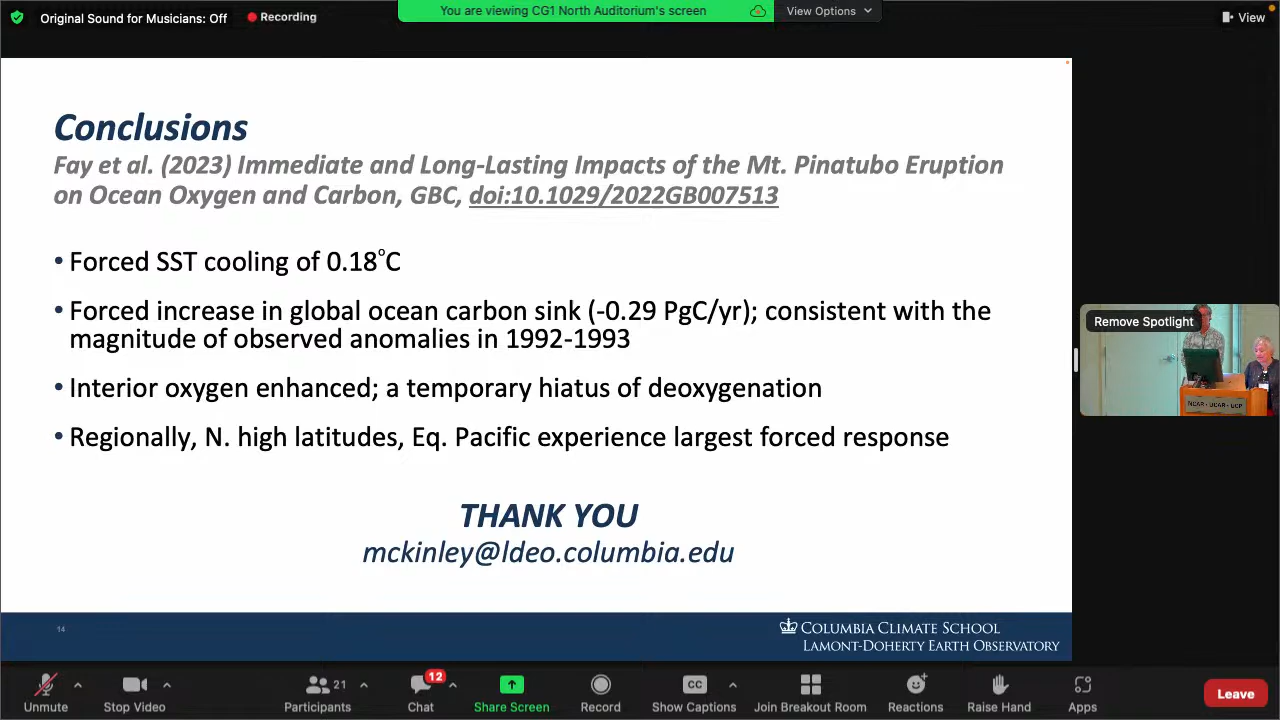 Original Sound for Musicians: Off
Recording
You are viewing CG1 North Auditorium's screen
View Options
View
Conclusions
Fay et al. (2023) Immediate and Long-Lasting Impacts of the Mt. Pinatubo Eruption
on Ocean Oxygen and Carbon, GBC, doi:10.1029/2022GB007513
• Forced SST cooling of 0.18°C
• Forced increase in global ocean carbon sink (-0.29 PgC/yr); consistent with the
magnitude of observed anomalies in 1992-1993
• Interior oxygen enhanced; a temporary hiatus of deoxygenation
• Regionally, N. high latitudes, Eq. Pacific experience largest forced response
THANK YOU
mckinley@ldeo.columbia.edu
14
COLUMBIA CLIMATE SCHOOL
LAMONT-DOHERTY EARTH OBSERVATORY
Remove Spotlight
NCAR · UCAR · UCP
Unmute
Stop Video
21
Participants
12
Chat
Share Screen
Record
CC
Show Captions
Join Breakout Room
Reactions
Raise Hand
Apps
Leave